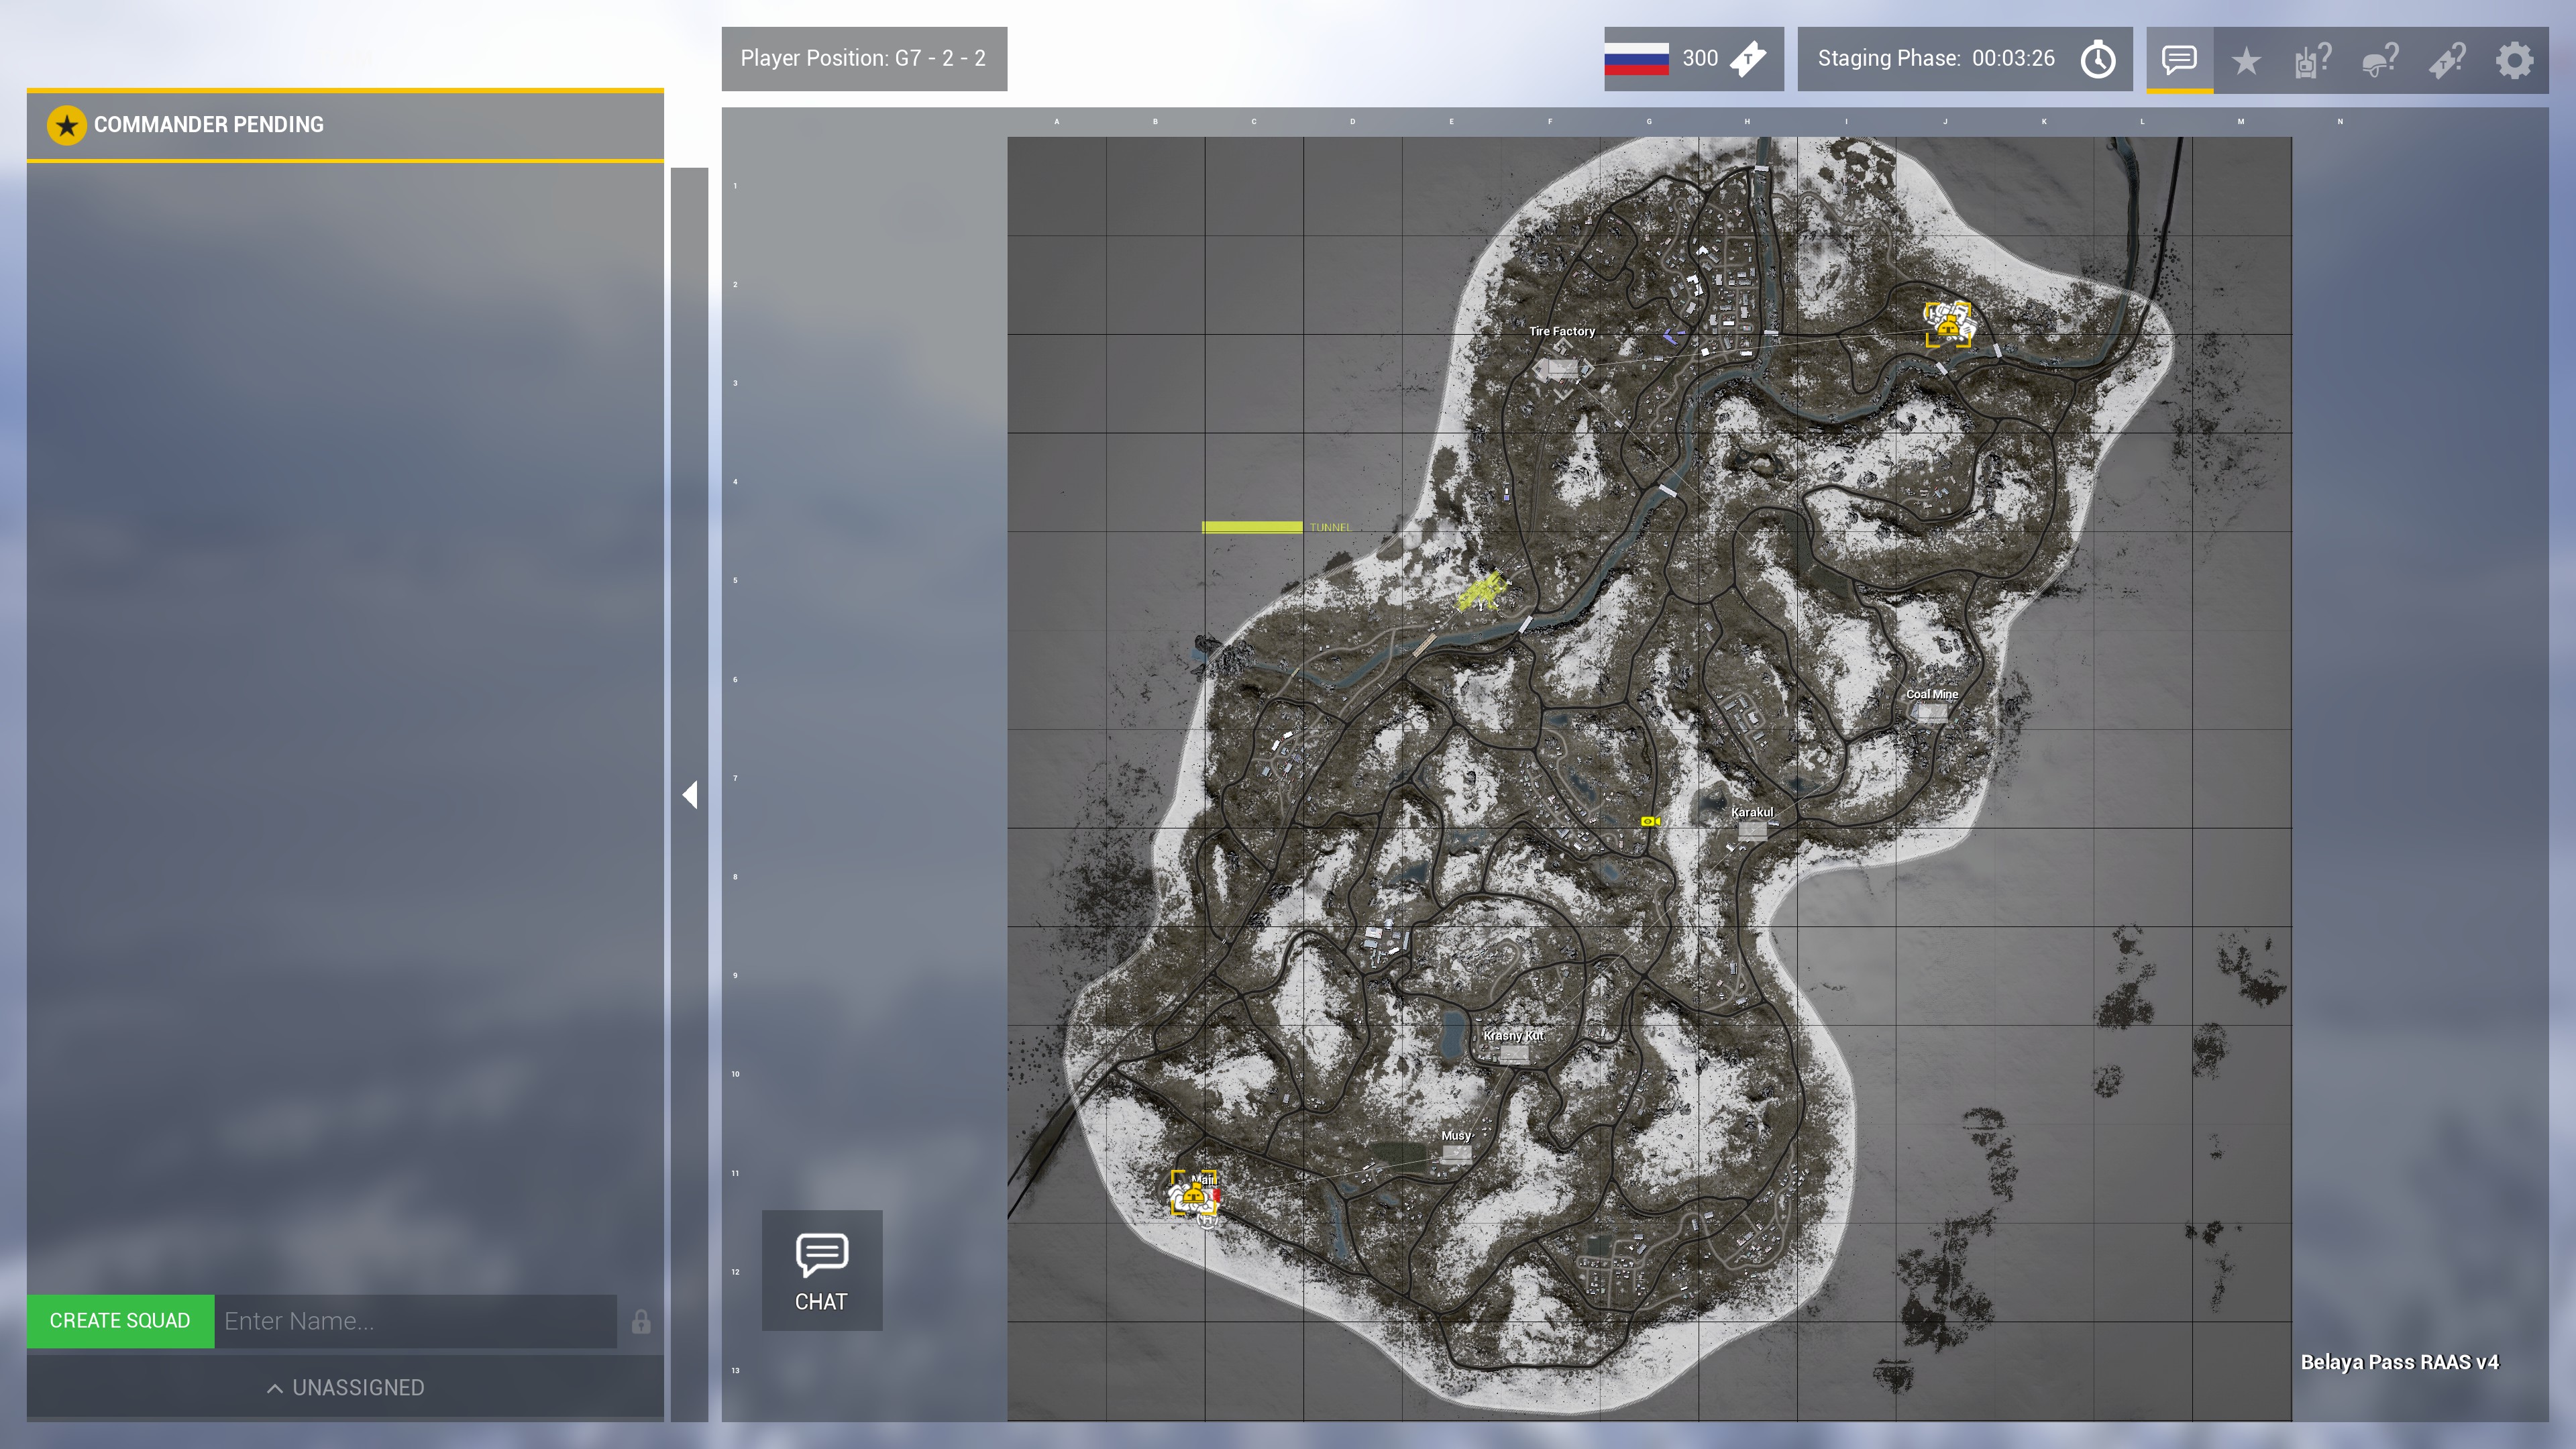 Player Position: G7 - 2 - 2
300
T
Staging Phase: 00:03:26
? ? ?
COMMANDER PENDING
A B C D E F G H I J K L M N
1
2
Tire Factory
3
4
TUNNEL
5
6
Coal Mine
7
Karakul
8
9
Krasny Kut
10
Musy
11
Main
H
12
CHAT
CREATE SQUAD
Enter Name...
13
Belaya Pass RAAS v4
UNASSIGNED